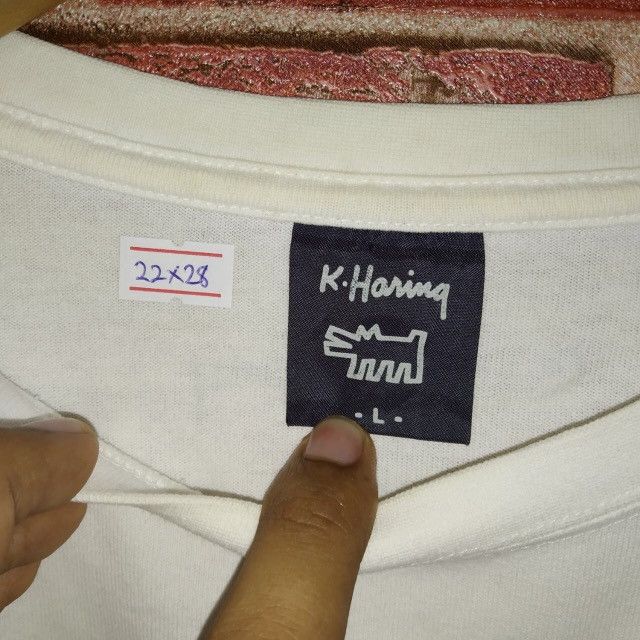 22x28
K.Haring
- L -